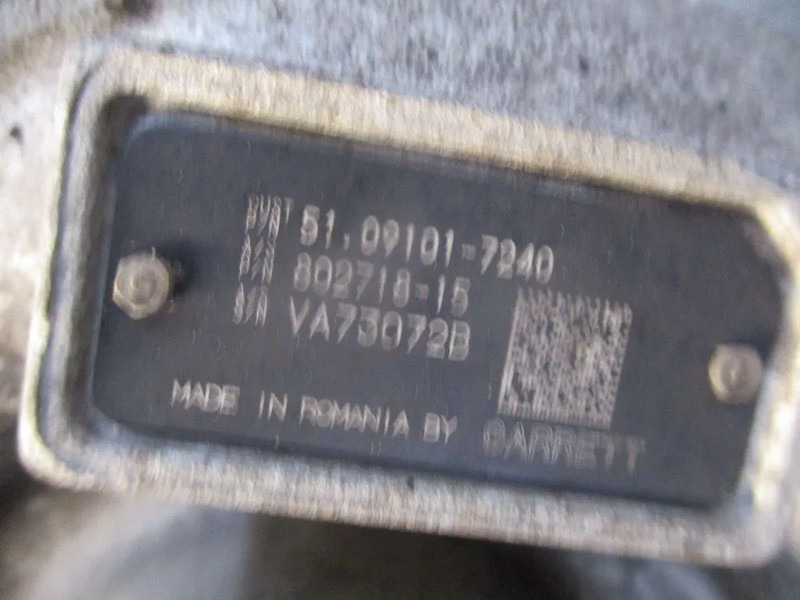 CUST P/N 51.09101-7240
A/S P/N 802718-15
A/S S/N VA73072B
MADE IN ROMANIA BY GARRETT